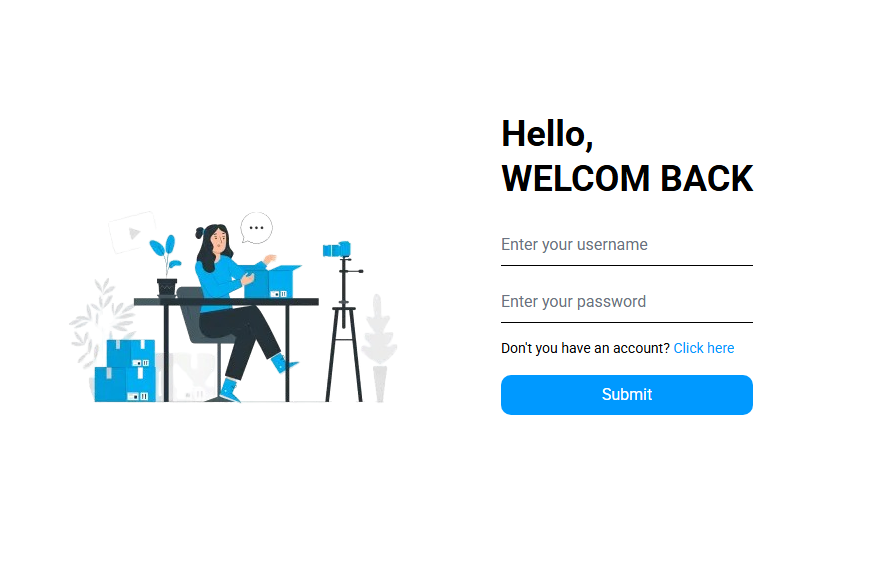 Hello,
WELCOM BACK
Enter your username
Enter your password
Don't you have an account? Click here
Submit